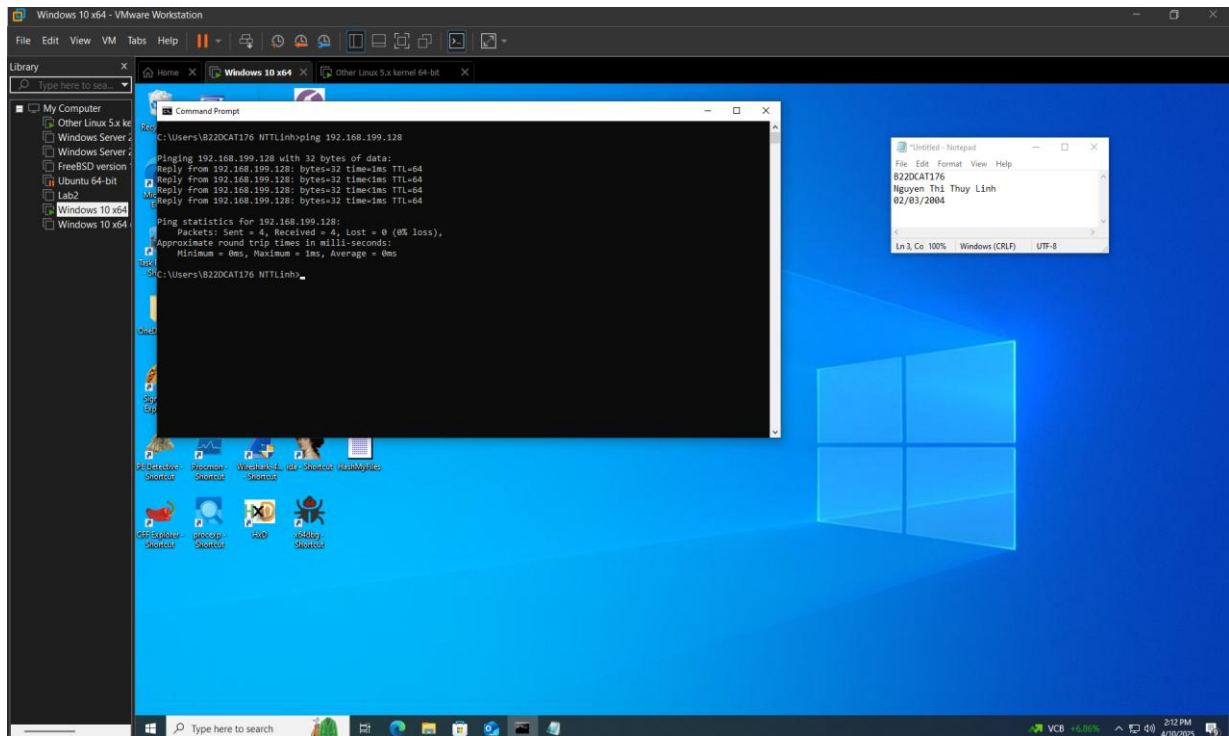 Windows 10 x64 - VMware Workstation
File Edit View VM Tabs Help
Library X
Type here to sea...
Home
Windows 10 x64
Other Linux 5.x kernel 64-bit
My Computer
Other Linux 5.x ke
Windows Server 2
Windows Server 2
FreeBSD version
Ubuntu 64-bit
Lab2
Windows 10 x64
Windows 10 x64
Command Prompt
C:\Users\B22DCAT176 NTTLinh>ping 192.168.199.128
Pinging 192.168.199.128 with 32 bytes of data:
Reply from 192.168.199.128: bytes=32 time=1ms TTL=64
Reply from 192.168.199.128: bytes=32 time<1ms TTL=64
Reply from 192.168.199.128: bytes=32 time<1ms TTL=64
Reply from 192.168.199.128: bytes=32 time<1ms TTL=64
Ping statistics for 192.168.199.128:
Packets: Sent = 4, Received = 4, Lost = 0 (0% loss),
Approximate round trip times in milli-seconds:
Minimum = 0ms, Maximum = 1ms, Average = 0ms
C:\Users\B22DCAT176 NTTLinh>
*Untitled - Notepad
File Edit Format View Help
B22DCAT176
Nguyen Thi Thuy Linh
02/03/2004
Ln 3, Co 100% Windows (CRLF) UTF-8
PE Detective - Shortcut
Procmon - Shortcut
Wireshark-4... - Shortcut
ida - Shortcut
HashMyFiles
CFF Explorer - Shortcut
procexp - Shortcut
HxD
x64dbg - Shortcut
Type here to search
VCB +6.86%
2:12 PM
4/10/2025